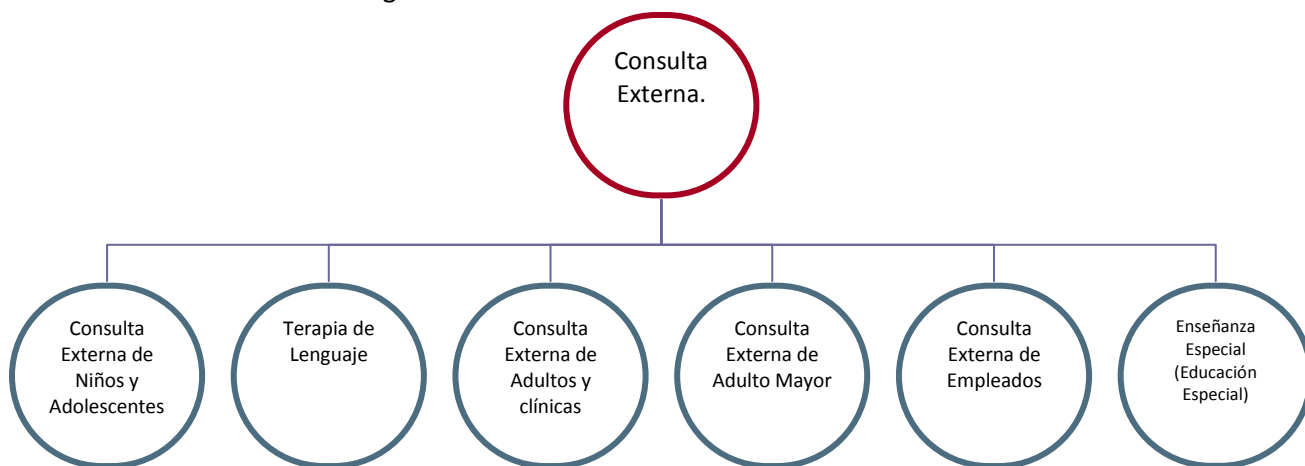 Consulta
Externa.
Consulta
Externa de
Niños y
Adolescentes
Terapia de
Lenguaje
Consulta
Externa de
Adultos y
clínicas
Consulta
Externa de
Adulto Mayor
Consulta
Externa de
Empleados
Enseñanza
Especial
(Educación
Especial)